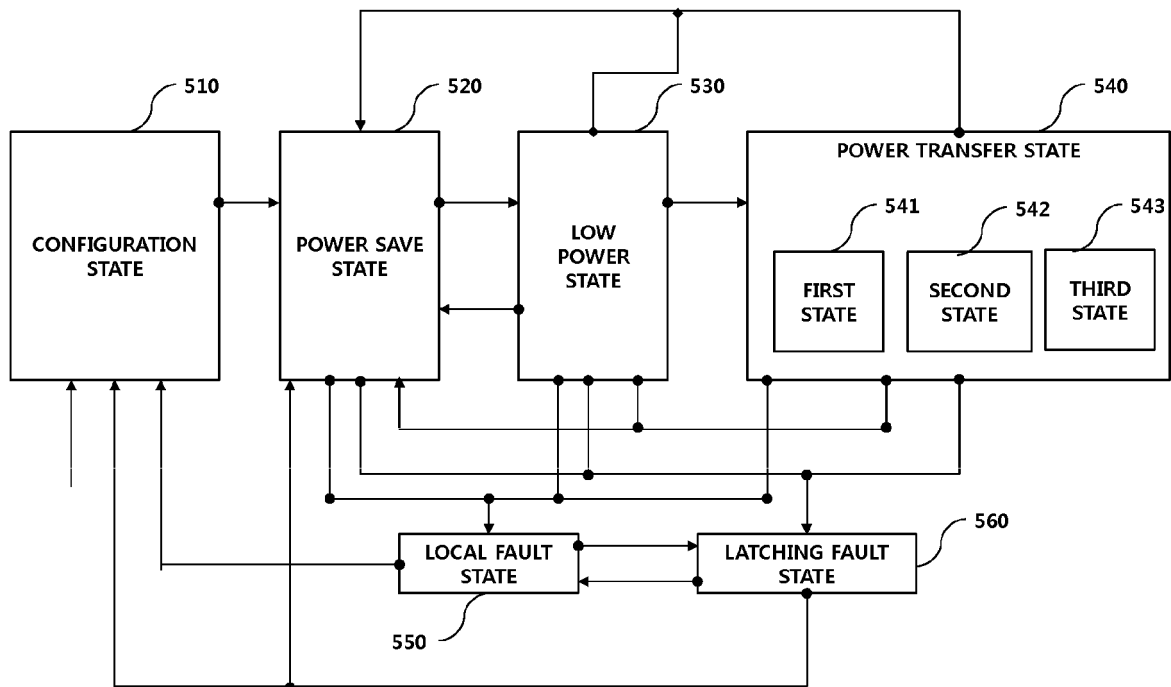 510
520
530
540
POWER TRANSFER STATE
541
542
543
CONFIGURATION
STATE
POWER SAVE
STATE
LOW
POWER
STATE
FIRST
STATE
SECOND
STATE
THIRD
STATE
LOCAL FAULT
STATE
LATCHING FAULT
STATE
560
550